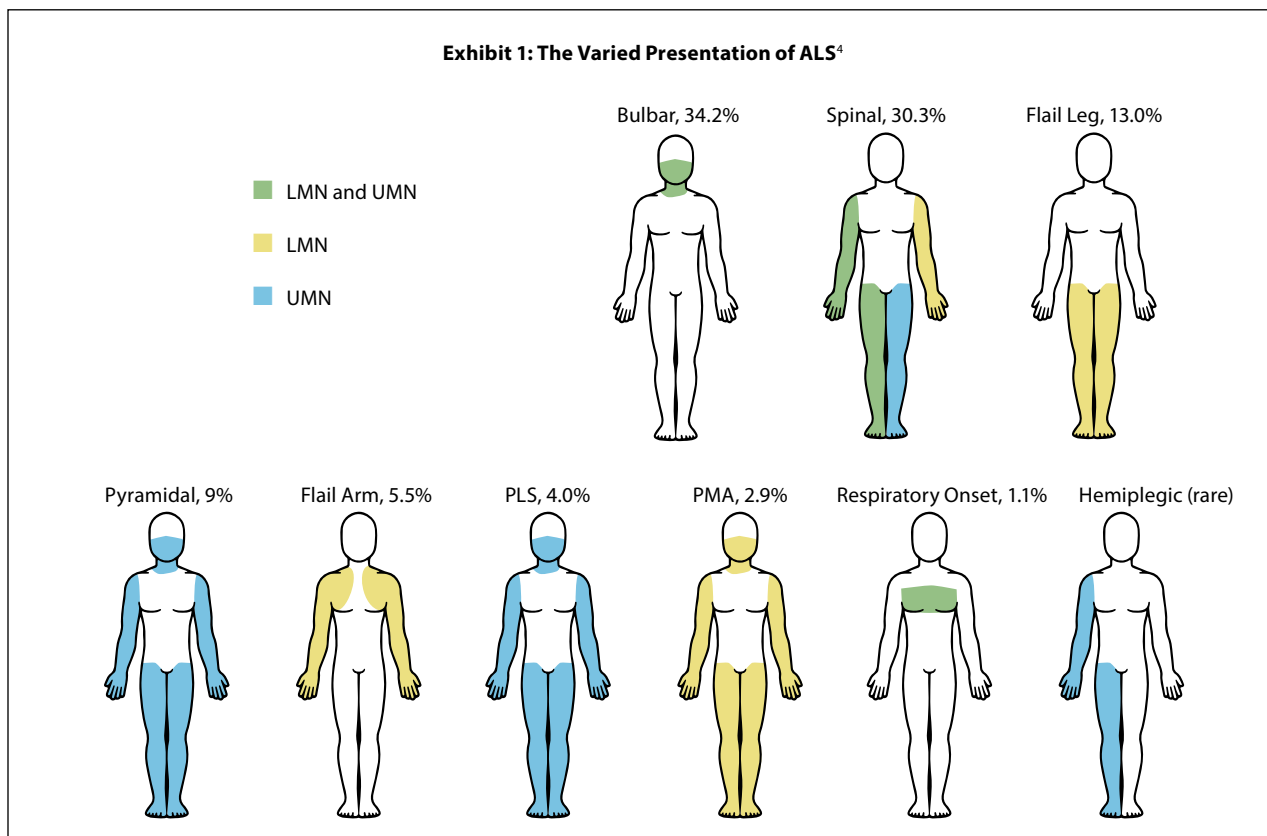 Exhibit 1: The Varied Presentation of ALS⁴
Bulbar, 34.2%
Spinal, 30.3%
Flail Leg, 13.0%
LMN and UMN
LMN
UMN
Pyramidal, 9%
Flail Arm, 5.5%
PLS, 4.0%
PMA, 2.9%
Respiratory Onset, 1.1%
Hemiplegic (rare)